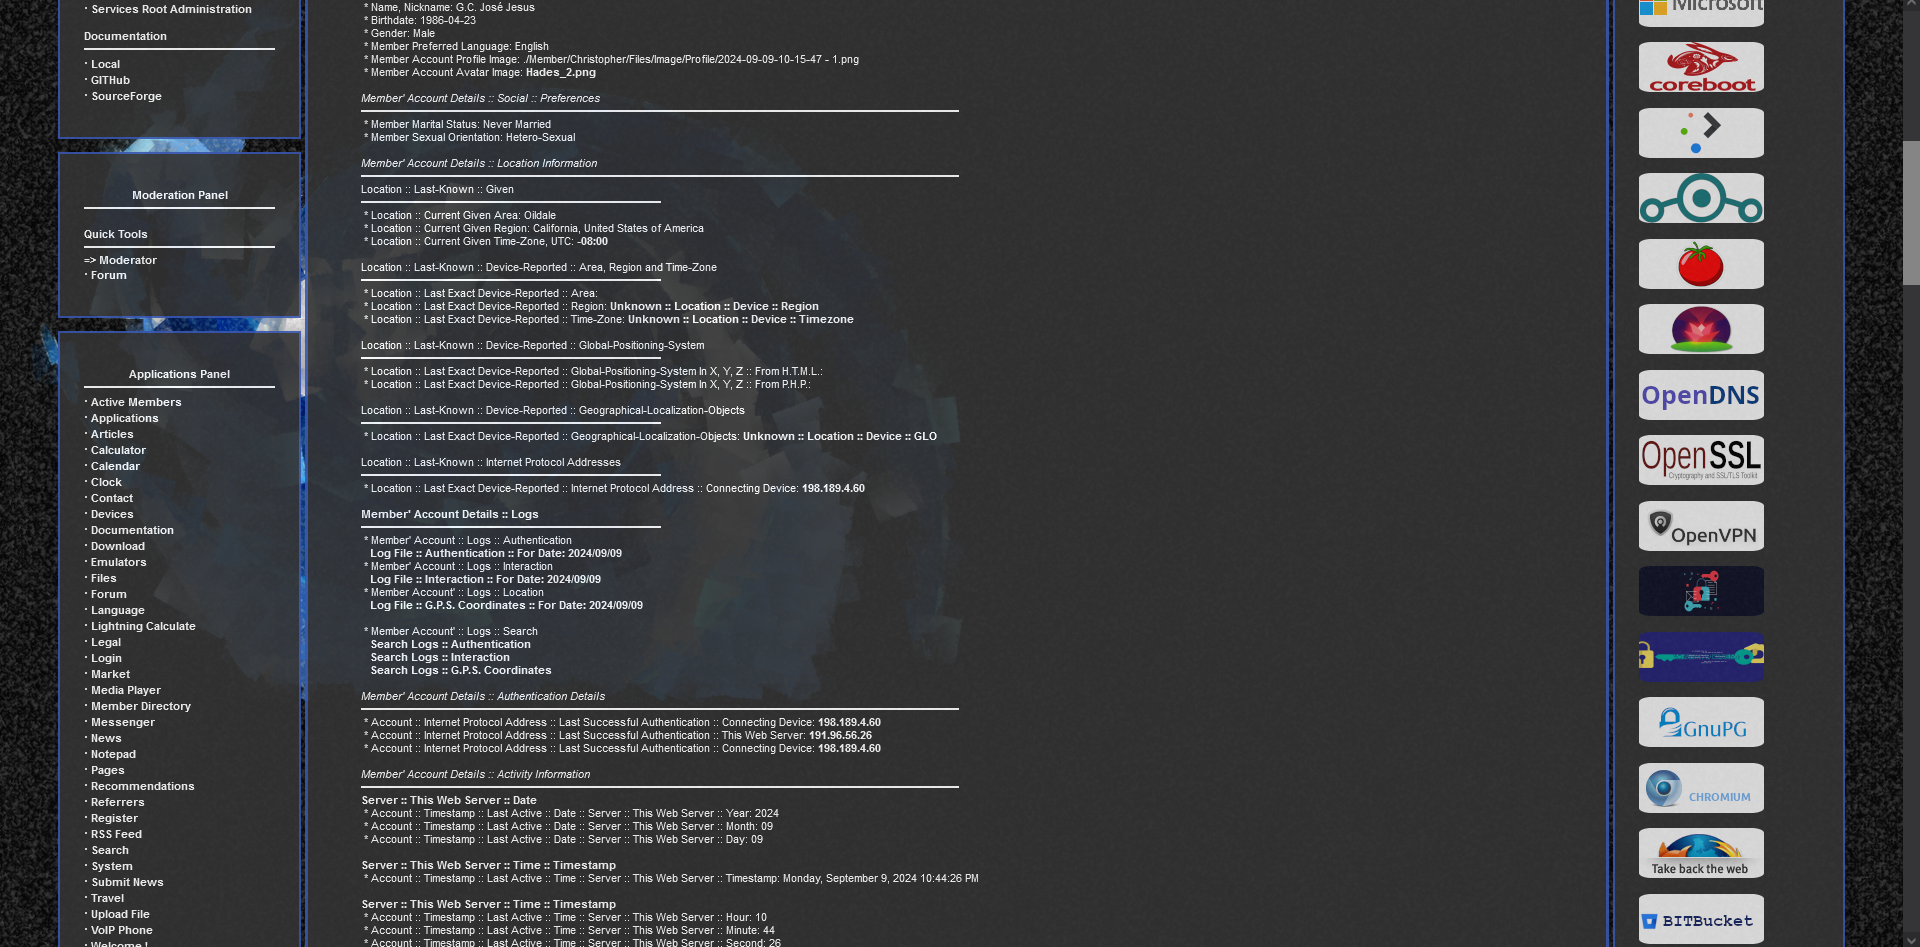 · Services Root Administration
Documentation
· Local
· GITHub
· SourceForge
Moderation Panel
Quick Tools
=> Moderator
· Forum
Applications Panel
· Active Members
· Applications
· Articles
· Calculator
· Calendar
· Clock
· Contact
· Devices
· Documentation
· Download
· Emulators
· Files
· Forum
· Language
· Lightning Calculate
· Legal
· Login
· Market
· Media Player
· Member Directory
· Messenger
· News
· Notepad
· Pages
· Recommendations
· Referrers
· Register
· RSS Feed
· Search
· System
· Submit News
· Travel
· Upload File
· VoIP Phone
· Welcome !
* Name, Nickname: G.C. José Jesus
* Birthdate: 1986-04-23
* Gender: Male
* Member Preferred Language: English
* Member Account Profile Image: ./Member/Christopher/Files/Image/Profile/2024-09-09-10-15-47 - 1.png
* Member Account Avatar Image: Hades_2.png
Member' Account Details :: Social :: Preferences
* Member Marital Status: Never Married
* Member Sexual Orientation: Hetero-Sexual
Member' Account Details :: Location Information
Location :: Last-Known :: Given
* Location :: Current Given Area: Oildale
* Location :: Current Given Region: California, United States of America
* Location :: Current Given Time-Zone, UTC: -08:00
Location :: Last-Known :: Device-Reported :: Area, Region and Time-Zone
* Location :: Last Exact Device-Reported :: Area:
* Location :: Last Exact Device-Reported :: Region: Unknown :: Location :: Device :: Region
* Location :: Last Exact Device-Reported :: Time-Zone: Unknown :: Location :: Device :: Timezone
Location :: Last-Known :: Device-Reported :: Global-Positioning-System
* Location :: Last Exact Device-Reported :: Global-Positioning-System In X, Y, Z :: From H.T.M.L.:
* Location :: Last Exact Device-Reported :: Global-Positioning-System In X, Y, Z :: From P.H.P.:
Location :: Last-Known :: Device-Reported :: Geographical-Localization-Objects
* Location :: Last Exact Device-Reported :: Geographical-Localization-Objects: Unknown :: Location :: Device :: GLO
Location :: Last-Known :: Internet Protocol Addresses
* Location :: Last Exact Device-Reported :: Internet Protocol Address :: Connecting Device: 198.189.4.60
Member' Account Details :: Logs
* Member' Account :: Logs :: Authentication
Log File :: Authentication :: For Date: 2024/09/09
* Member' Account :: Logs :: Interaction
Log File :: Interaction :: For Date: 2024/09/09
* Member Account' :: Logs :: Location
Log File :: G.P.S. Coordinates :: For Date: 2024/09/09
* Member Account' :: Logs :: Search
Search Logs :: Authentication
Search Logs :: Interaction
Search Logs :: G.P.S. Coordinates
Member' Account Details :: Authentication Details
* Account :: Internet Protocol Address :: Last Successful Authentication :: Connecting Device: 198.189.4.60
* Account :: Internet Protocol Address :: Last Successful Authentication :: This Web Server: 191.96.56.26
* Account :: Internet Protocol Address :: Last Successful Authentication :: Connecting Device: 198.189.4.60
Member' Account Details :: Activity Information
Server :: This Web Server :: Date
* Account :: Timestamp :: Last Active :: Date :: Server :: This Web Server :: Year: 2024
* Account :: Timestamp :: Last Active :: Date :: Server :: This Web Server :: Month: 09
* Account :: Timestamp :: Last Active :: Date :: Server :: This Web Server :: Day: 09
Server :: This Web Server :: Time :: Timestamp
* Account :: Timestamp :: Last Active :: Time :: Server :: This Web Server :: Timestamp: Monday, September 9, 2024 10:44:26 PM
Server :: This Web Server :: Time :: Timestamp
* Account :: Timestamp :: Last Active :: Time :: Server :: This Web Server :: Hour: 10
* Account :: Timestamp :: Last Active :: Time :: Server :: This Web Server :: Minute: 44
* Account :: Timestamp :: Last Active :: Time :: Server :: This Web Server :: Second: 26
Microsoft
coreboot
OpenDNS
OpenSSL
Cryptography and SSL/TLS Toolkit
OpenVPN
GnuPG
CHROMIUM
Take back the web
BITBucket